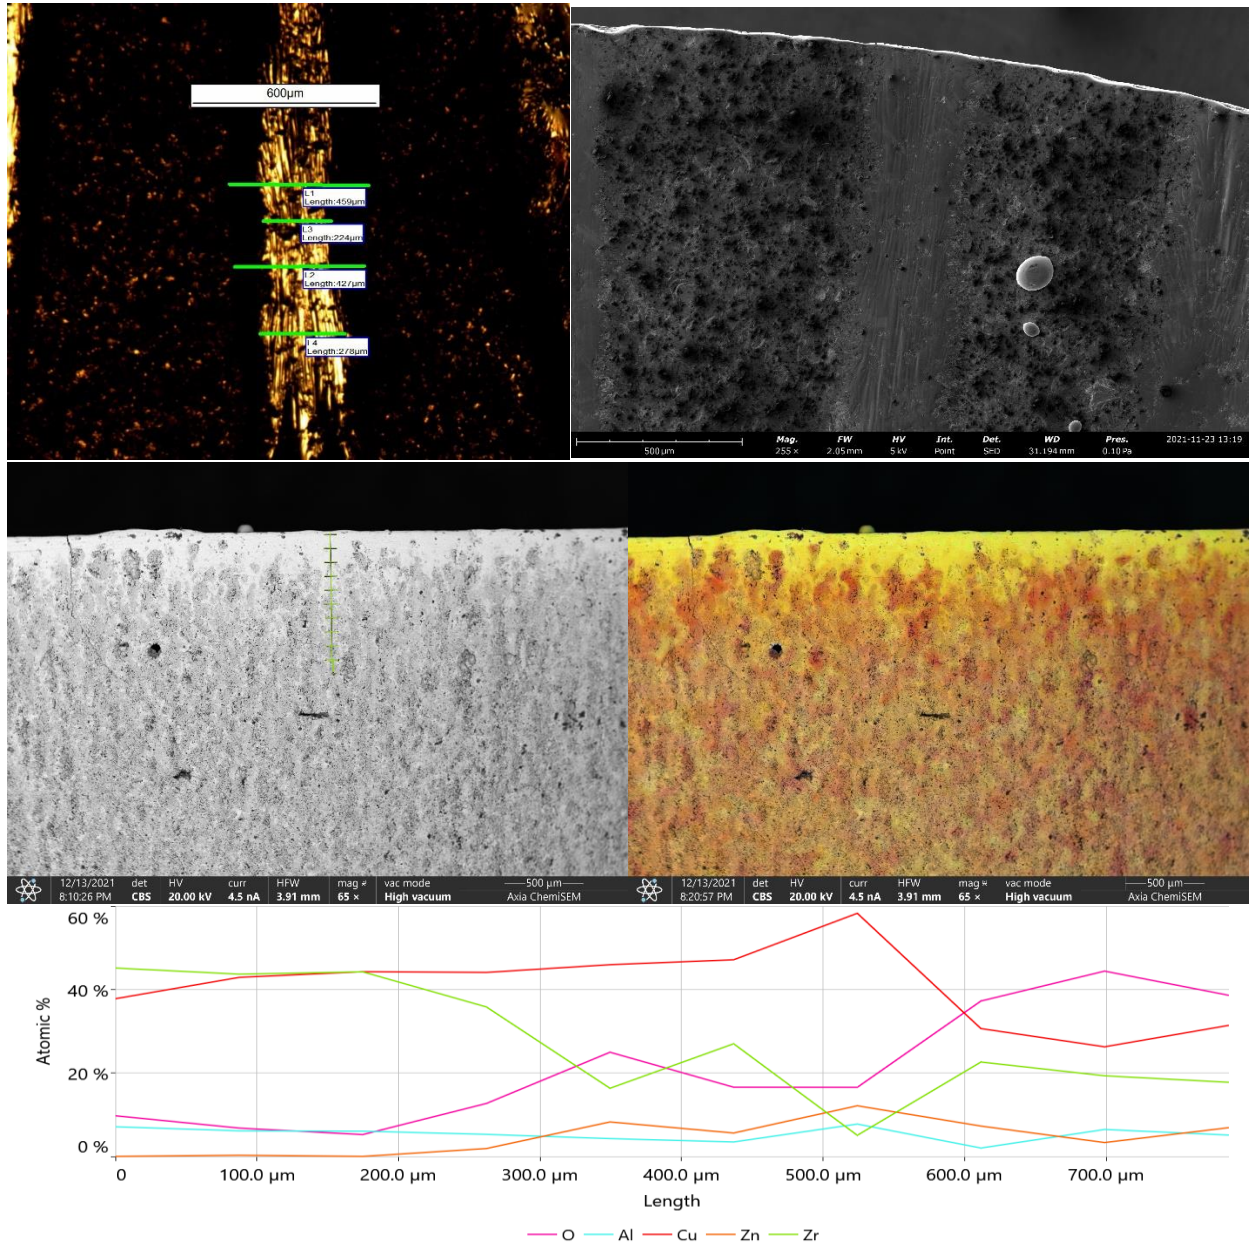 600µm
L1
Length:459µm
L3
Length:224µm
L2
Length:427µm
L4
Length:278µm
500 µm
Mag. FW HV Int. Det. WD Pres. 2021-11-23 13:19
255 x 2.05 mm 5 kV Point SED 31.194 mm 0.10 Pa
12/13/2021 det HV curr HFW mag vac mode 500 µm
8:10:26 PM CBS 20.00 kV 4.5 nA 3.91 mm 65 × High vacuum Axia ChemiSEM
12/13/2021 det HV curr HFW mag vac mode 500 µm
8:20:57 PM CBS 20.00 kV 4.5 nA 3.91 mm 65 × High vacuum Axia ChemiSEM
60 %
40 %
20 %
0 %
Atomic %
0 100.0 µm 200.0 µm 300.0 µm 400.0 µm 500.0 µm 600.0 µm 700.0 µm
Length
O Al Cu Zn Zr